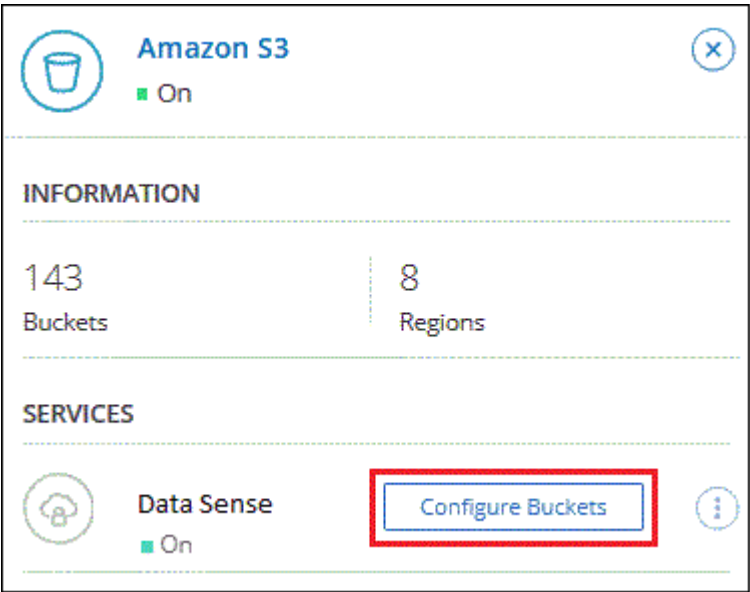 Amazon S3
On
INFORMATION
143
Buckets
8
Regions
SERVICES
Data Sense
Configure Buckets
On